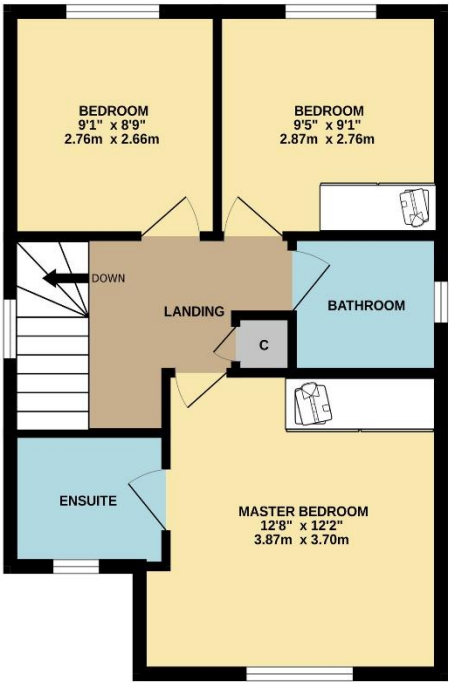 BEDROOM
9'1" x 8'9"
2.76m x 2.66m
BEDROOM
9'5" x 9'1"
2.87m x 2.76m
DOWN
LANDING
BATHROOM
C
ENSUITE
MASTER BEDROOM
12'8" x 12'2"
3.87m x 3.70m